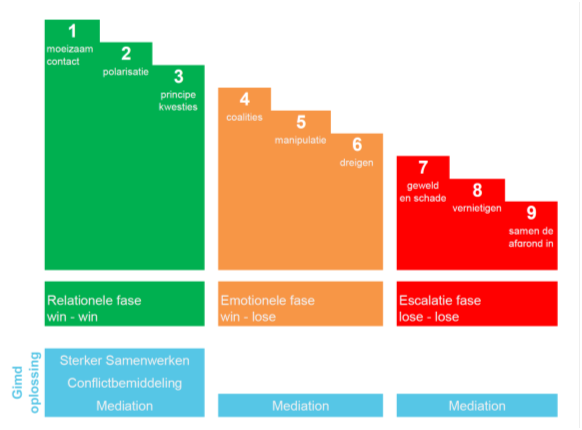 1
moeizaam
contact
2
polarisatie
3
principe
kwesties
4
coalities
5
manipulatie
6
dreigen
7
geweld
en schade
8
vernietigen
9
samen de
afgrond in
Relationele fase
win - win
Emotionele fase
win - lose
Escalatie fase
lose - lose
Gimd
oplossing
Sterker Samenwerken
Conflictbemiddeling
Mediation
Mediation
Mediation